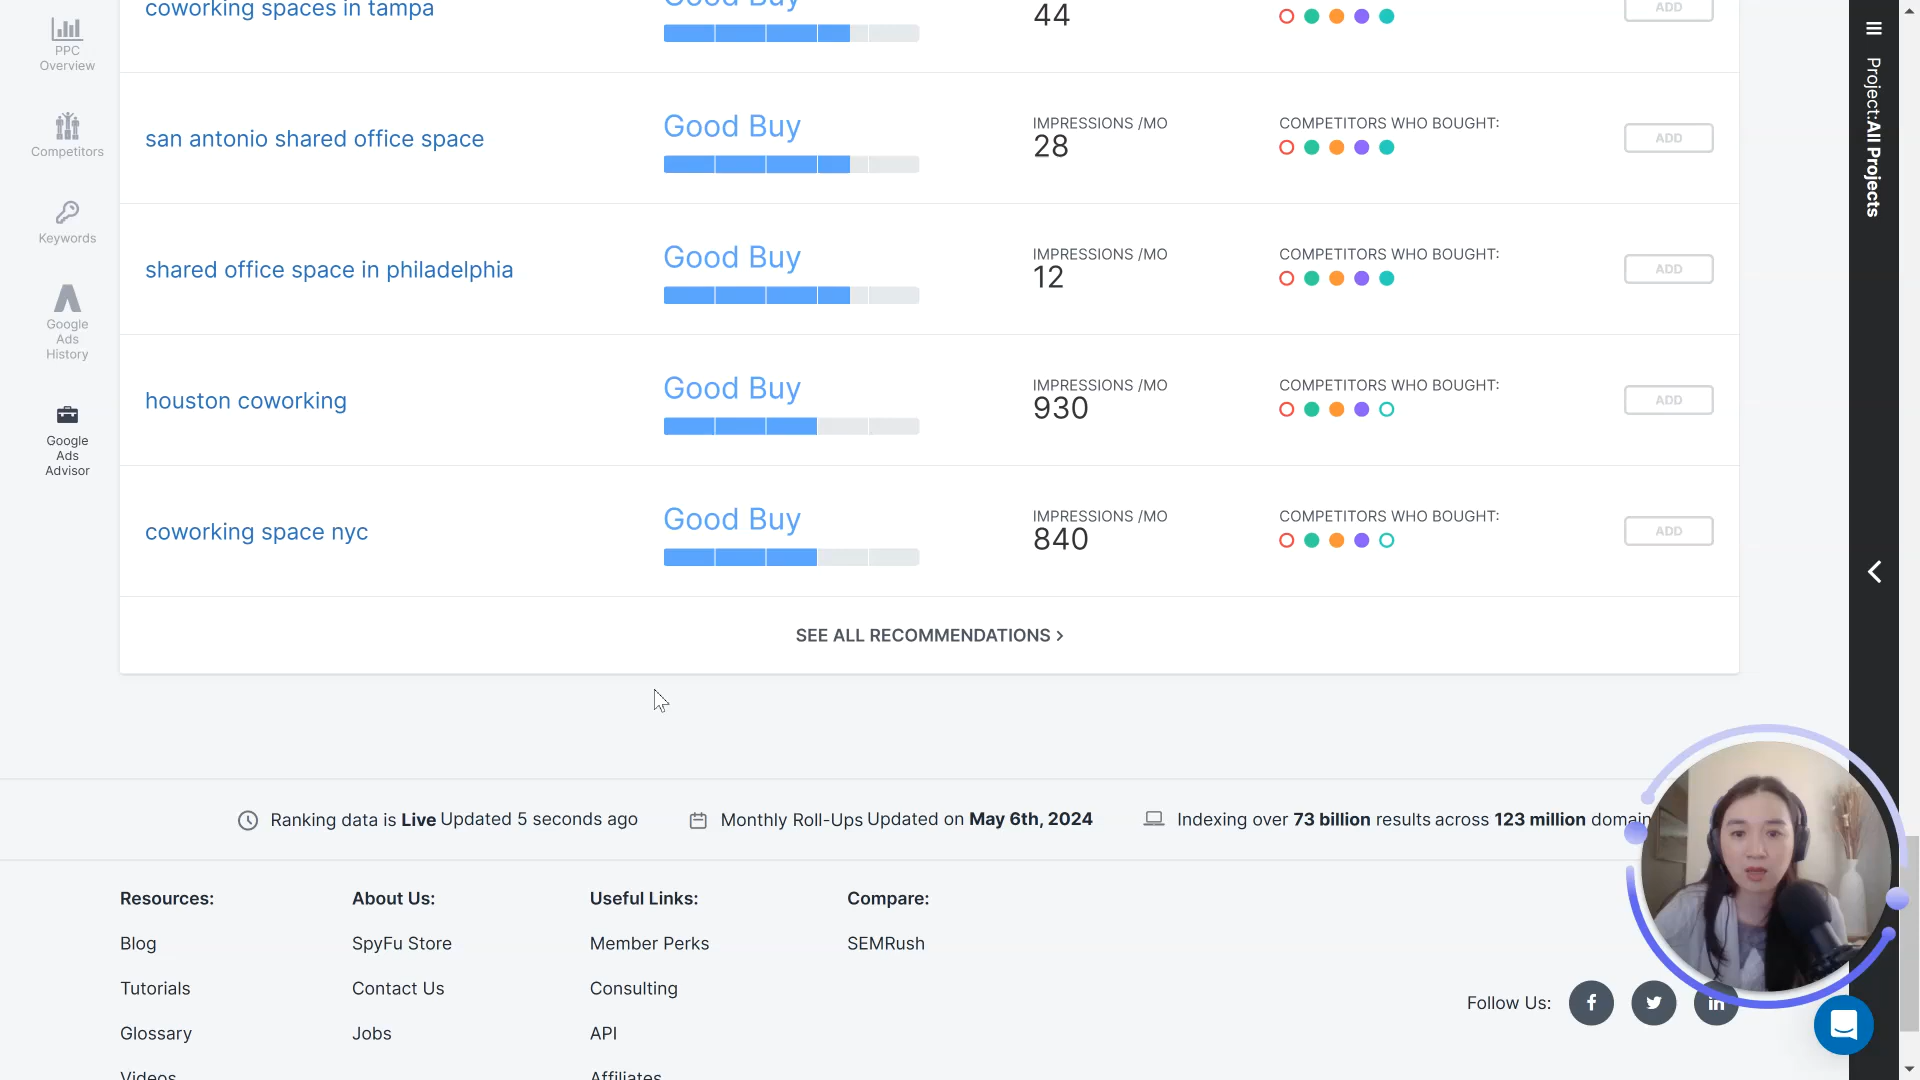 PPC
Overview
Competitors
Keywords
Google
Ads
History
Google
Ads
Advisor
coworking spaces in tampa
Good Buy
44
ADD
san antonio shared office space
Good Buy
IMPRESSIONS /MO
28
COMPETITORS WHO BOUGHT:
ADD
shared office space in philadelphia
Good Buy
IMPRESSIONS /MO
12
COMPETITORS WHO BOUGHT:
ADD
houston coworking
Good Buy
IMPRESSIONS /MO
930
COMPETITORS WHO BOUGHT:
ADD
coworking space nyc
Good Buy
IMPRESSIONS /MO
840
COMPETITORS WHO BOUGHT:
ADD
SEE ALL RECOMMENDATIONS >
Project:All Projects
Ranking data is Live Updated 5 seconds ago
Monthly Roll-Ups Updated on May 6th, 2024
Indexing over 73 billion results across 123 million domain
Resources:
Blog
Tutorials
Glossary
Videos
About Us:
SpyFu Store
Contact Us
Jobs
Useful Links:
Member Perks
Consulting
API
Affiliates
Compare:
SEMRush
Follow Us:
f
in